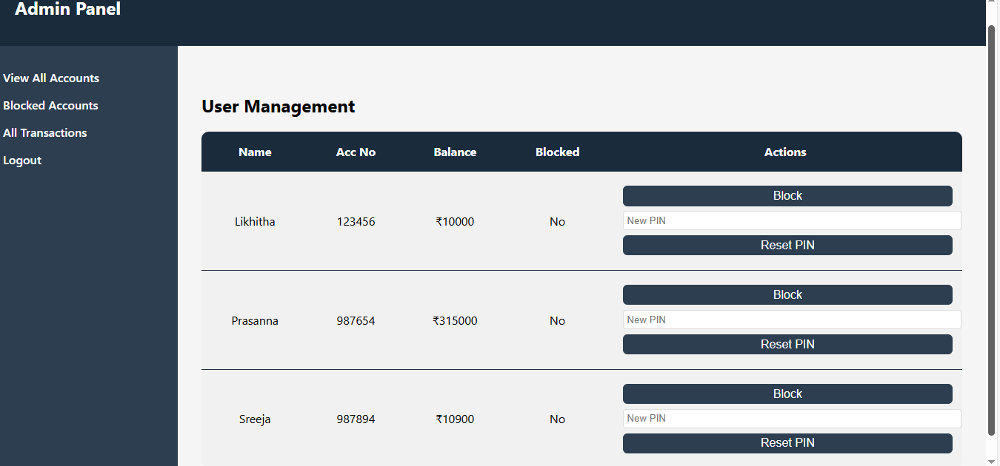 Admin Panel
View All Accounts
Blocked Accounts
All Transactions
Logout
User Management
Name Acc No Balance Blocked Actions
Block
Likhitha 123456 ₹10000 No New PIN
Reset PIN
Block
Prasanna 987654 ₹315000 No New PIN
Reset PIN
Block
Sreeja 987894 ₹10900 No New PIN
Reset PIN